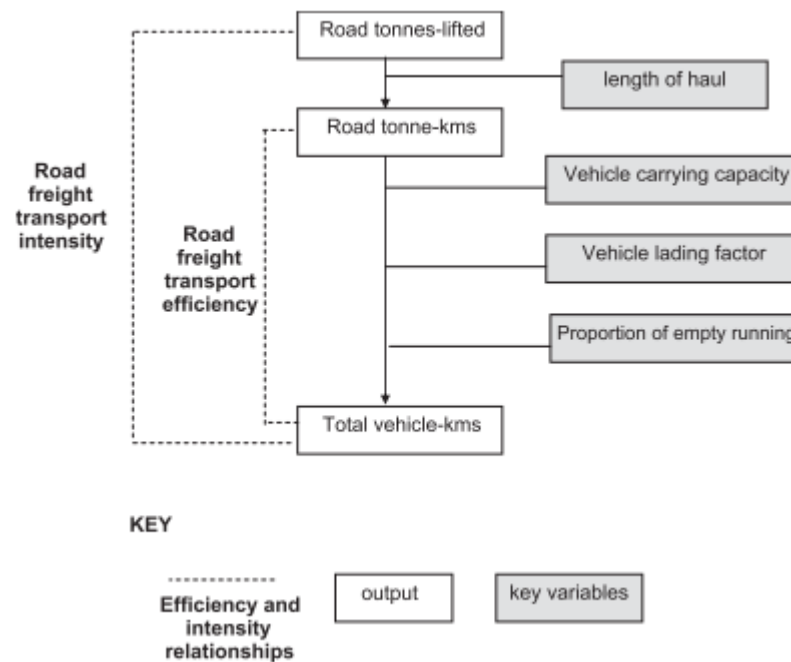 Road tonnes-lifted
length of haul
Road tonne-kms
Road
freight
transport
intensity
Vehicle carrying capacity
Road
freight
transport
efficiency
Vehicle lading factor
Proportion of empty running
Total vehicle-kms
KEY
Efficiency and
intensity
relationships
output
key variables